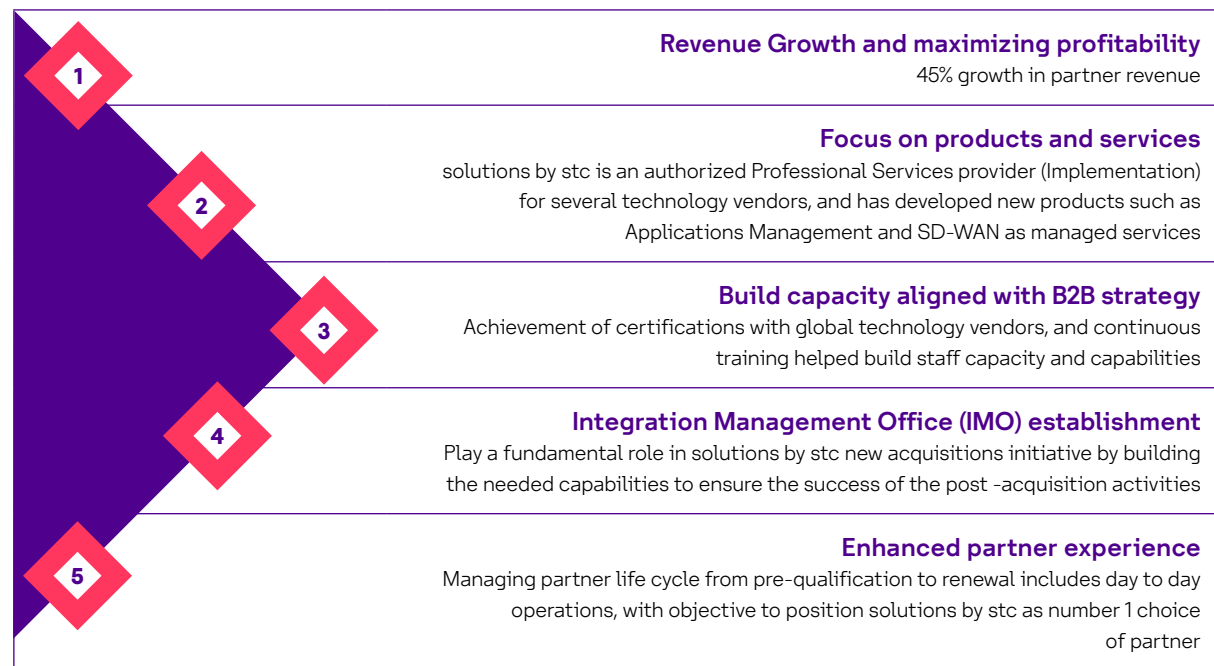 1
Revenue Growth and maximizing profitability
45% growth in partner revenue
2
Focus on products and services
solutions by stc is an authorized Professional Services provider (Implementation)
for several technology vendors, and has developed new products such as
Applications Management and SD-WAN as managed services
3
Build capacity aligned with B2B strategy
Achievement of certifications with global technology vendors, and continuous
training helped build staff capacity and capabilities
4
Integration Management Office (IMO) establishment
Play a fundamental role in solutions by stc new acquisitions initiative by building
the needed capabilities to ensure the success of the post -acquisition activities
5
Enhanced partner experience
Managing partner life cycle from pre-qualification to renewal includes day to day
operations, with objective to position solutions by stc as number 1 choice
of partner